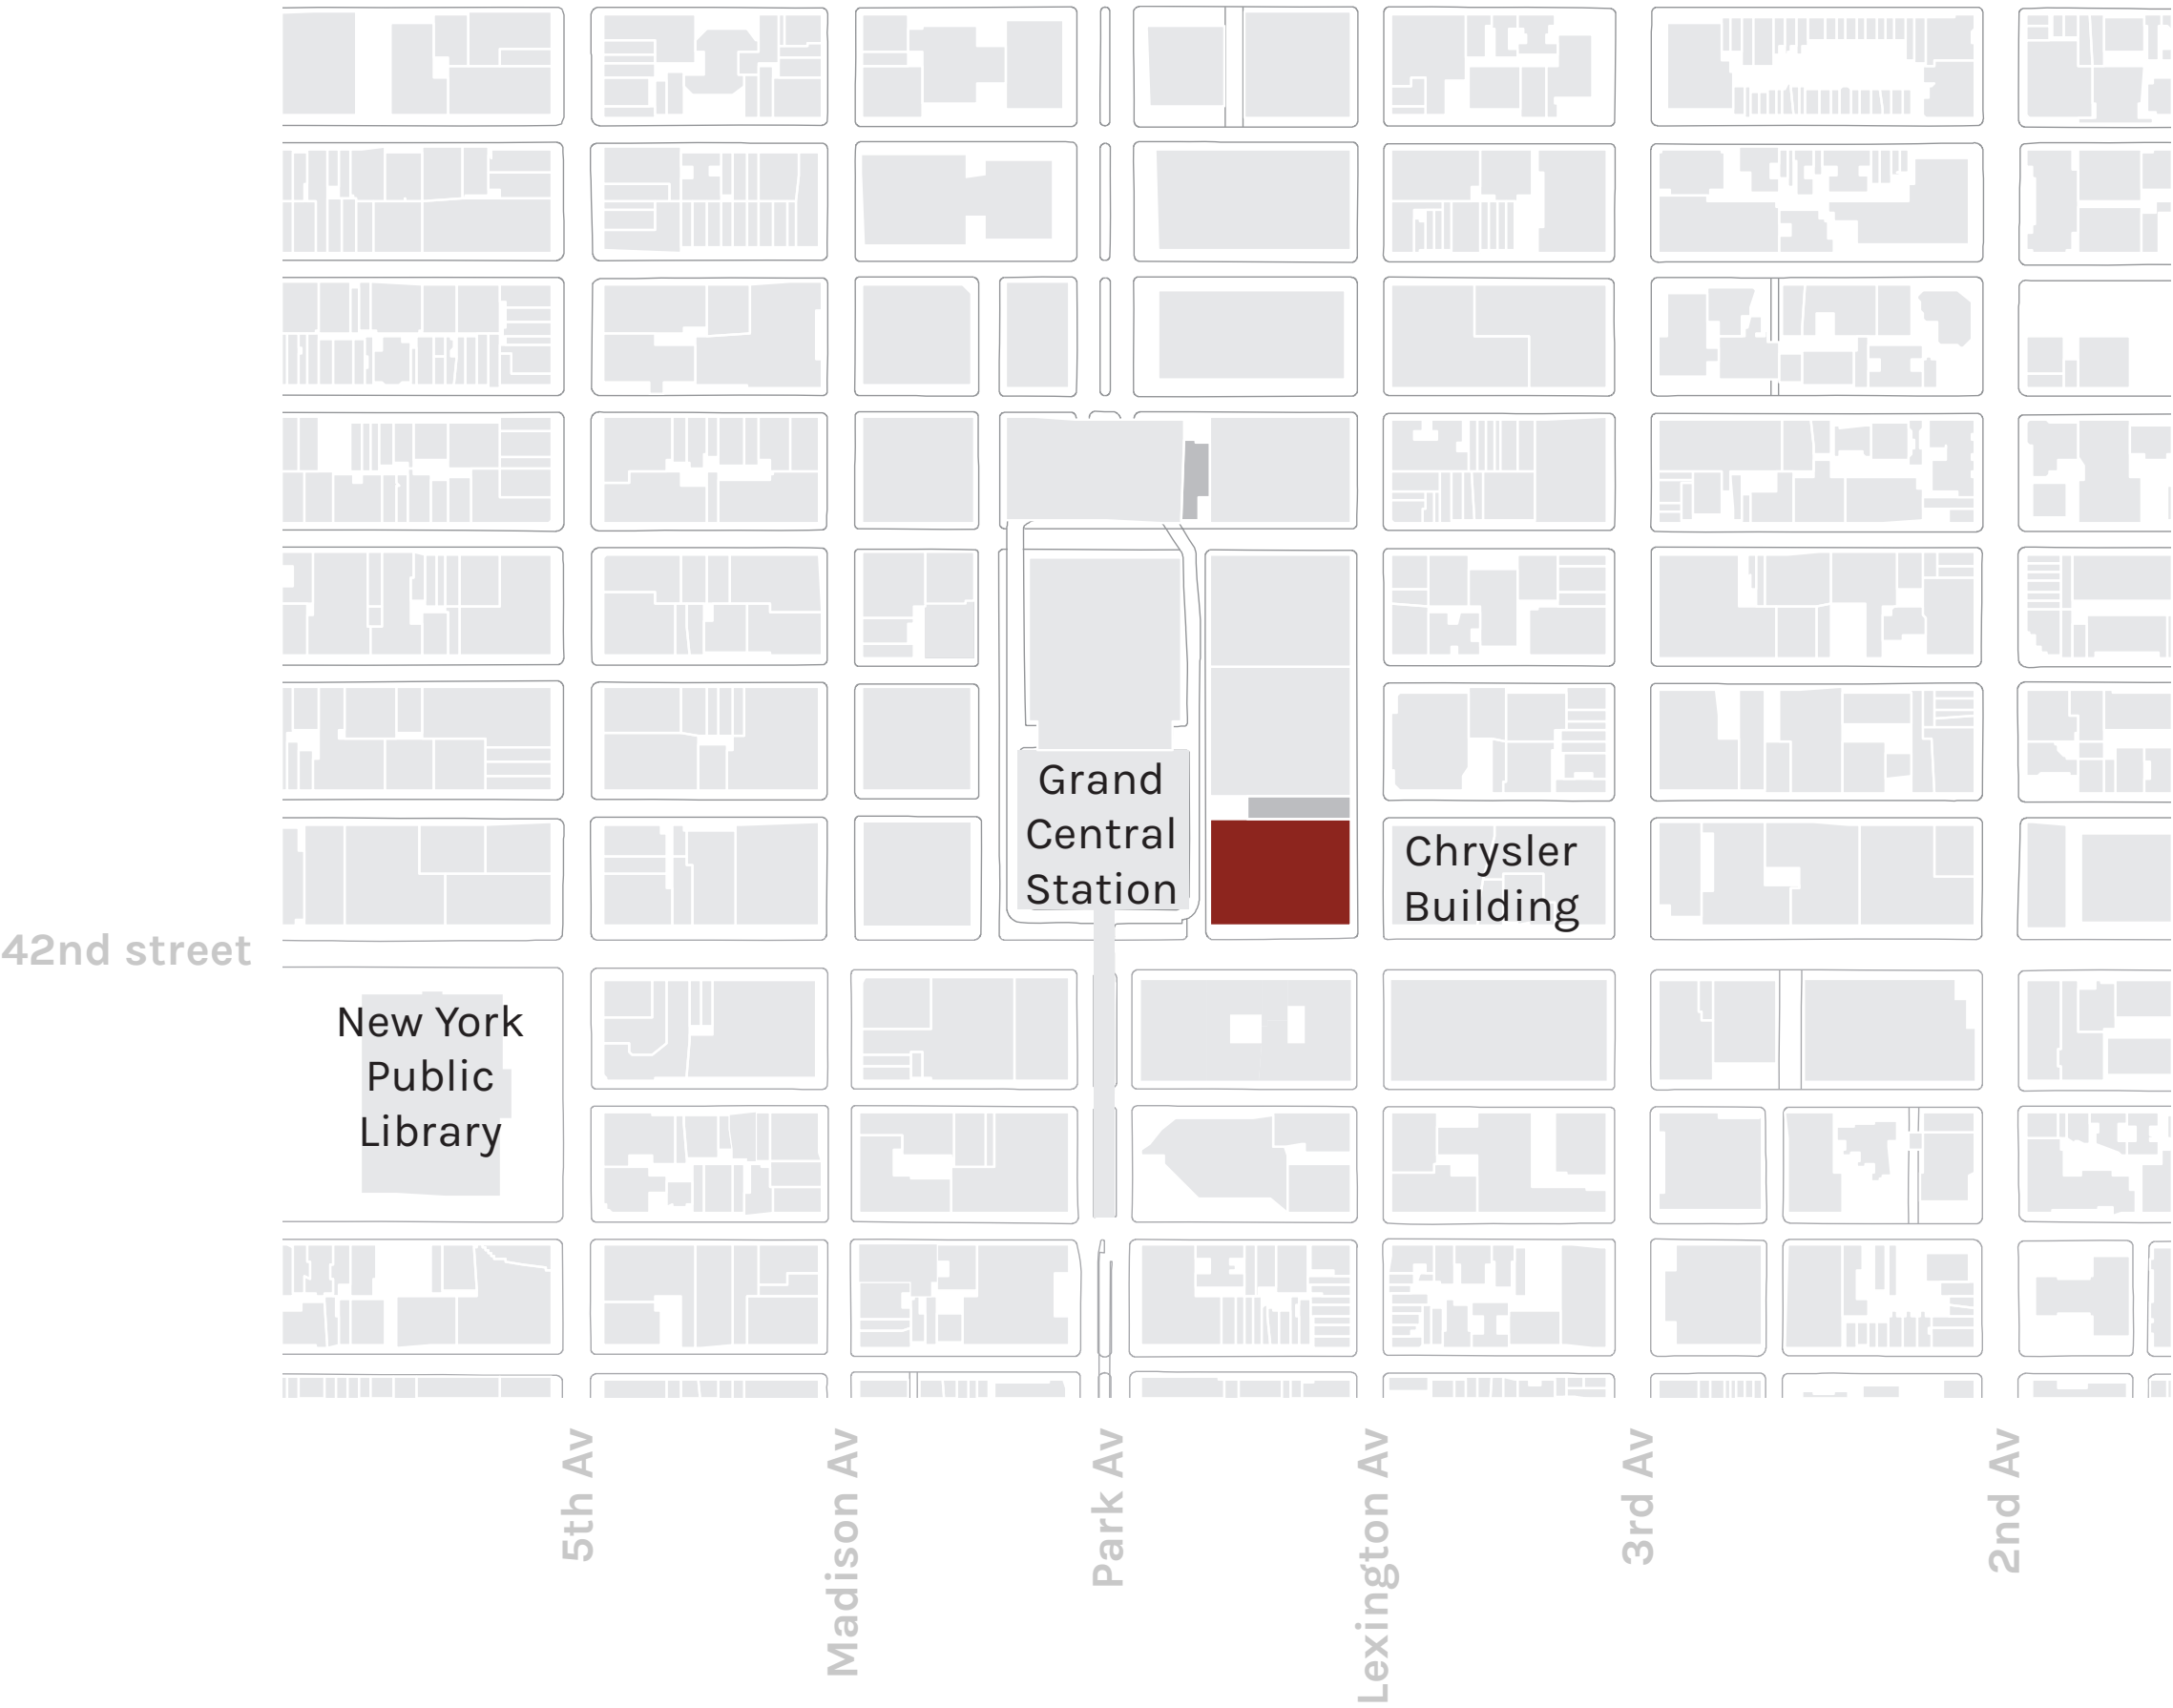 Grand
Central
Station
Chrysler
Building
42nd street
New York
Public
Library
5th Av
Madison Av
Park Av
Lexington Av
3rd Av
2nd Av